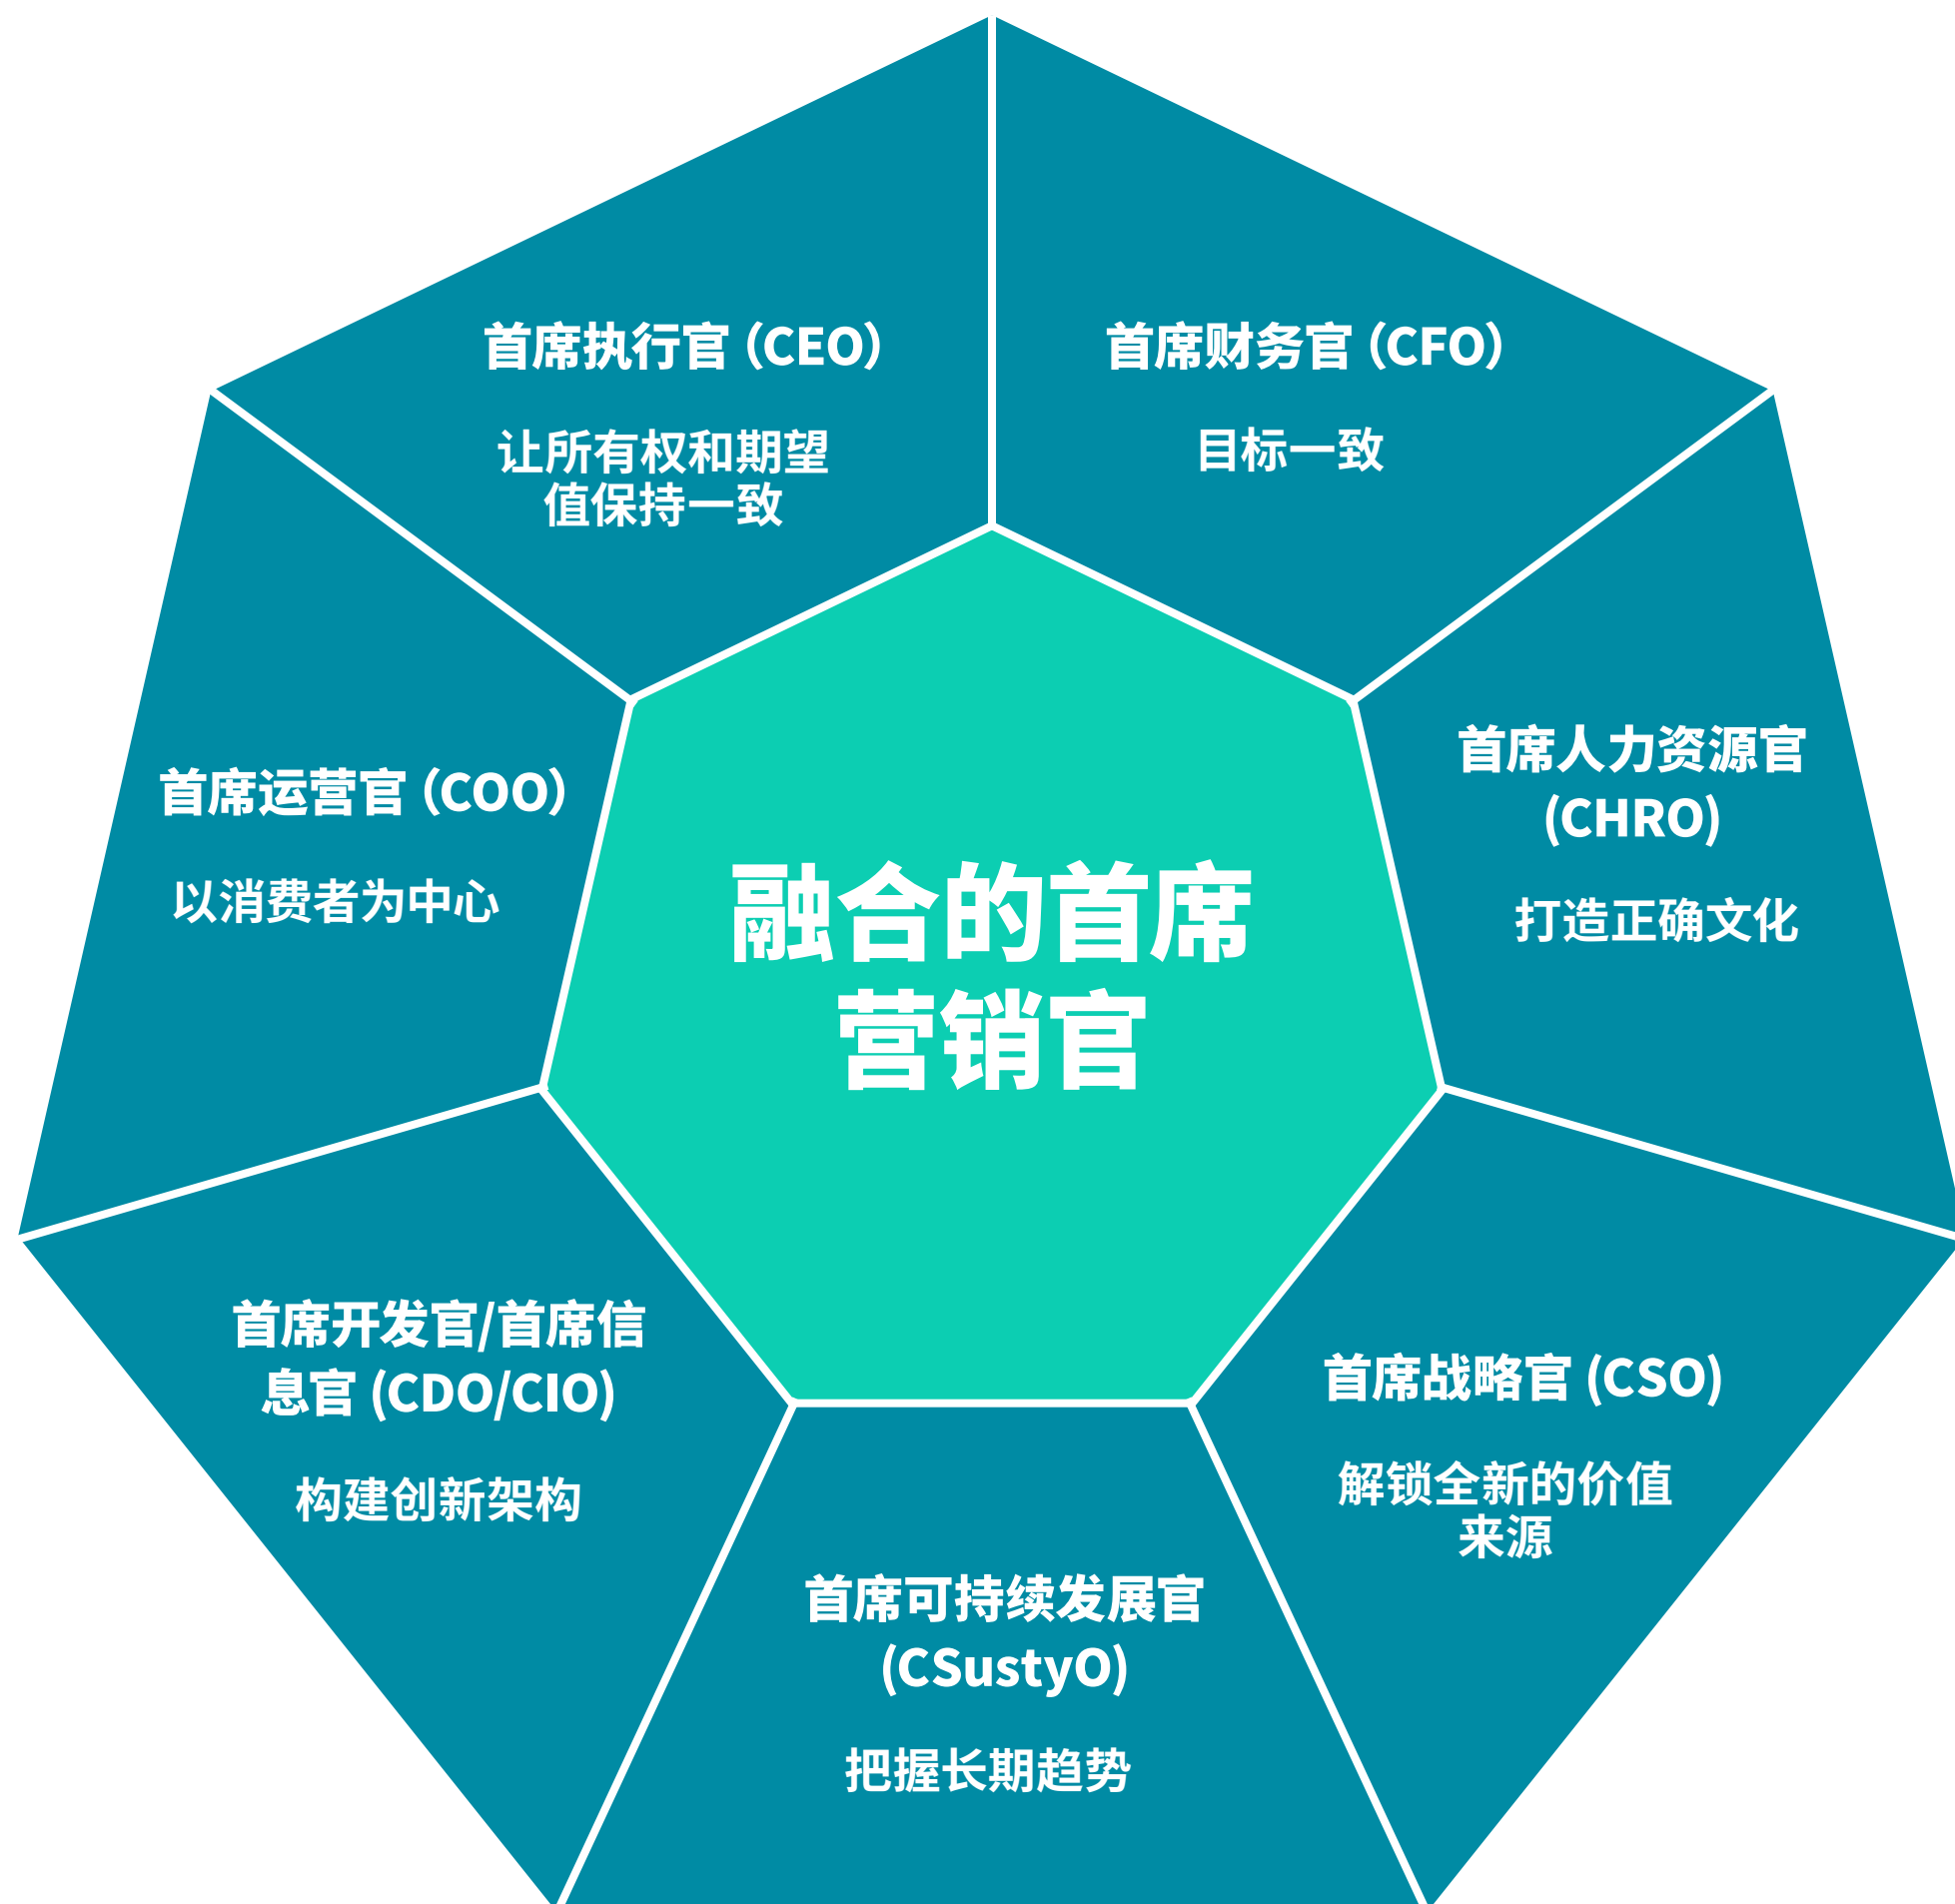 首席执行官（CEO）
让所有权和期望
值保持一致
首席财务官（CFO）
目标一致
首席人力资源官
(CHRO)
打造正确文化
首席战略官 (CSO)
解锁全新的价值
来源
首席可持续发展官
(CSustyO)
把握长期趋势
首席开发官/首席信
息官 (CDO/CIO)
构建创新架构
首席运营官（COO）
以消费者为中心
融合的首席
营销官